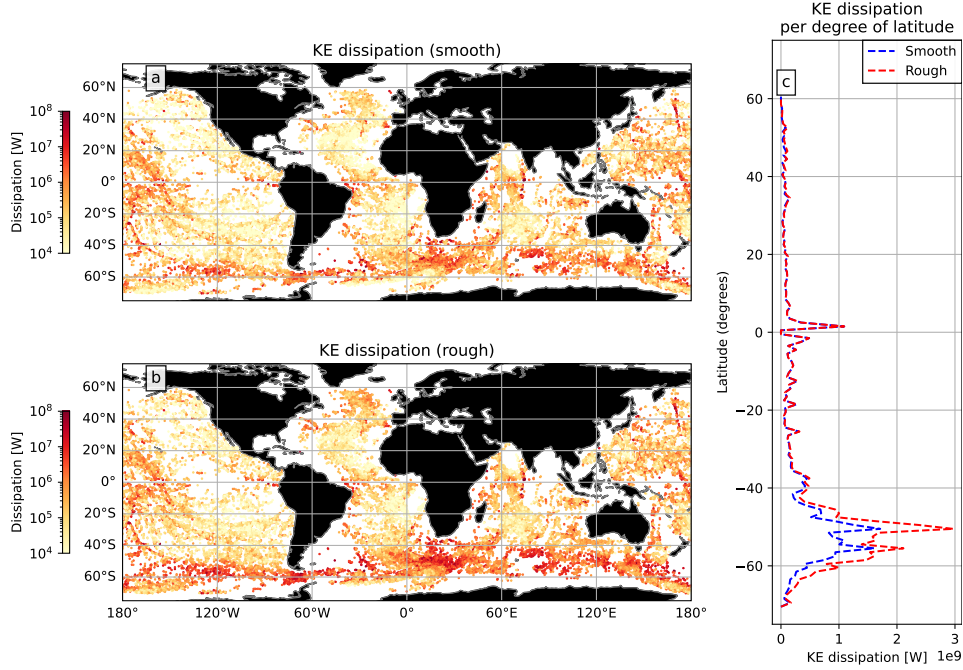 KE dissipation (smooth)
a
60°N
40°N
20°N
0°
20°S
40°S
60°S
10^8
10^7
10^6
10^5
10^4
Dissipation [W]
KE dissipation (rough)
b
60°N
40°N
20°N
0°
20°S
40°S
60°S
180°
120°W
60°W
0°
60°E
120°E
180°
10^8
10^7
10^6
10^5
10^4
Dissipation [W]
KE dissipation
per degree of latitude
Smooth
Rough
c
60
40
20
0
−20
−40
−60
Latitude (degrees)
0
1
2
3
KE dissipation [W]
1e9